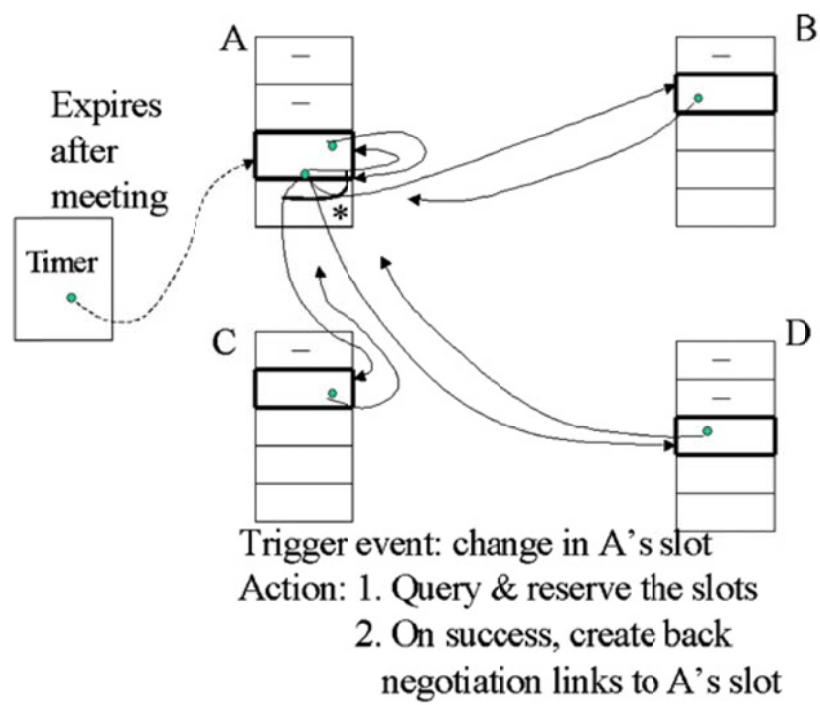 A
B
Expires
after
meeting
*
Timer
C
D
Trigger event: change in A's slot
Action: 1. Query & reserve the slots
2. On success, create back
negotiation links to A's slot